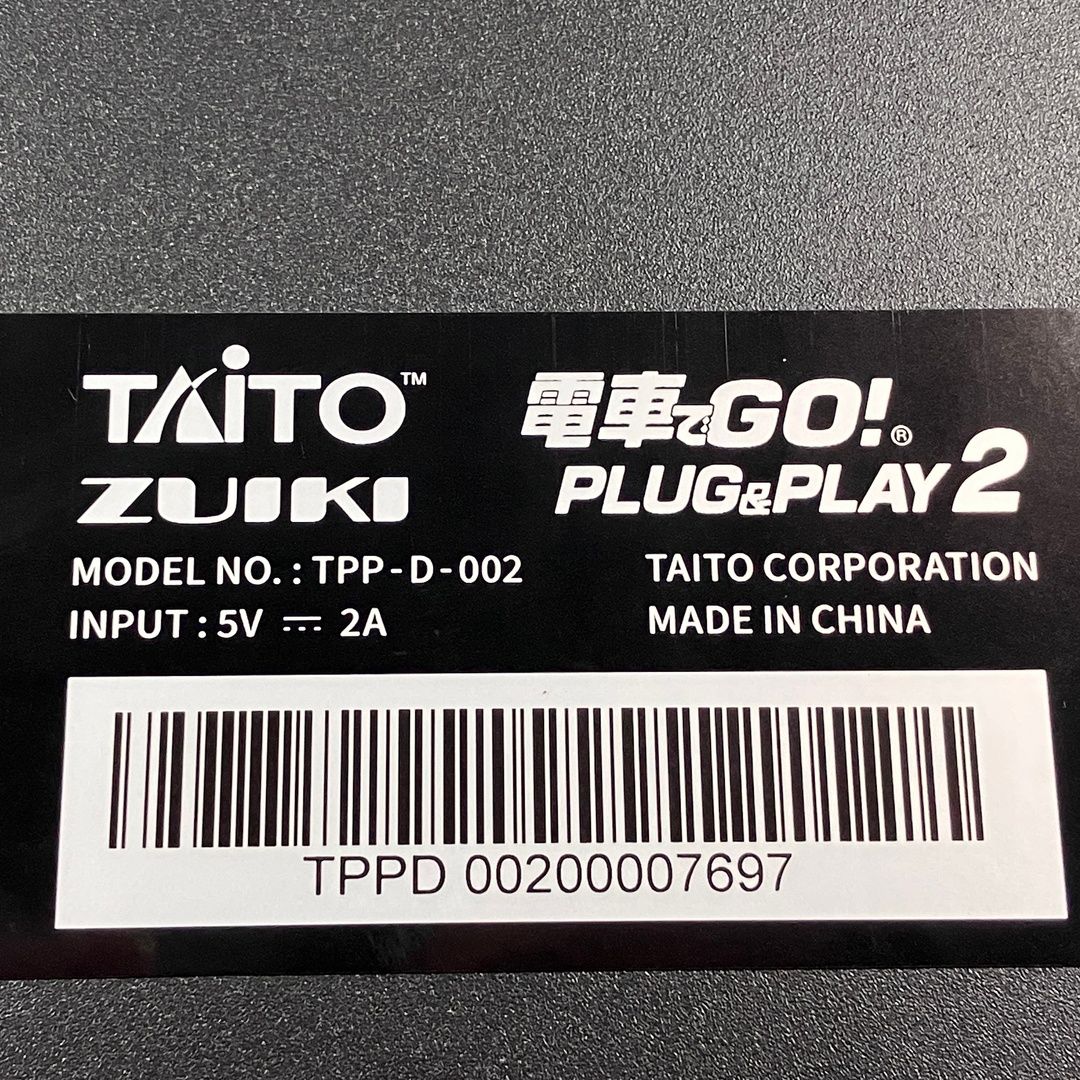 TAiTO™
ZUIKI
MODEL NO. : TPP-D-002
INPUT : 5V ⎓ 2A
電車でGO!®
PLUG&PLAY 2
TAITO CORPORATION
MADE IN CHINA
TPPD 00200007697